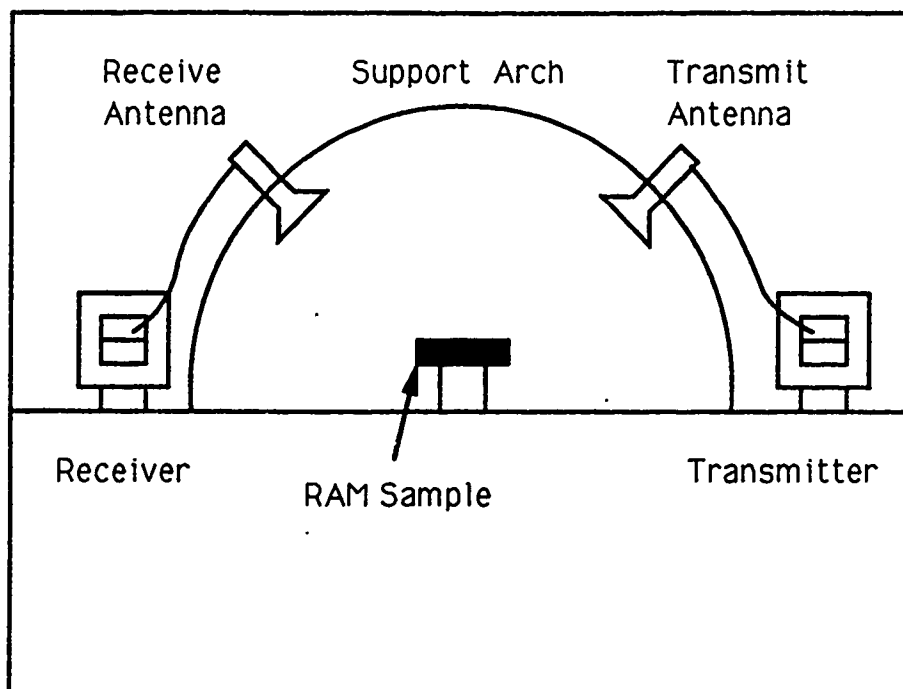 Receive
Antenna
Support Arch
Transmit
Antenna
Receiver
RAM Sample
Transmitter